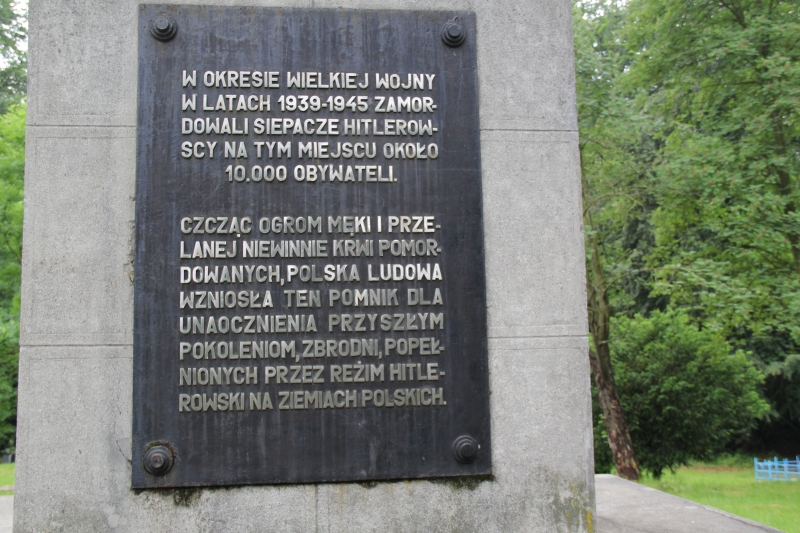 W OKRESIE WIELKIEJ WOJNY
W LATACH 1939-1945 ZAMOR-
DOWALI SIEPACZE HITLEROW-
SCY NA TYM MIEJSCU OKOŁO
10.000 OBYWATELI.
CZCZĄC OGROM MĘKI I PRZE-
LANEJ NIEWINNIE KRWI POMOR-
DOWANYCH, POLSKA LUDOWA
WZNIOSŁA TEN POMNIK DLA
UNAOCZNIENIA PRZYSZŁYM
POKOLENIOM, ZBRODNI, POPEŁ-
NIONYCH PRZEZ REŻIM HITLE-
ROWSKI NA ZIEMIACH POLSKICH.